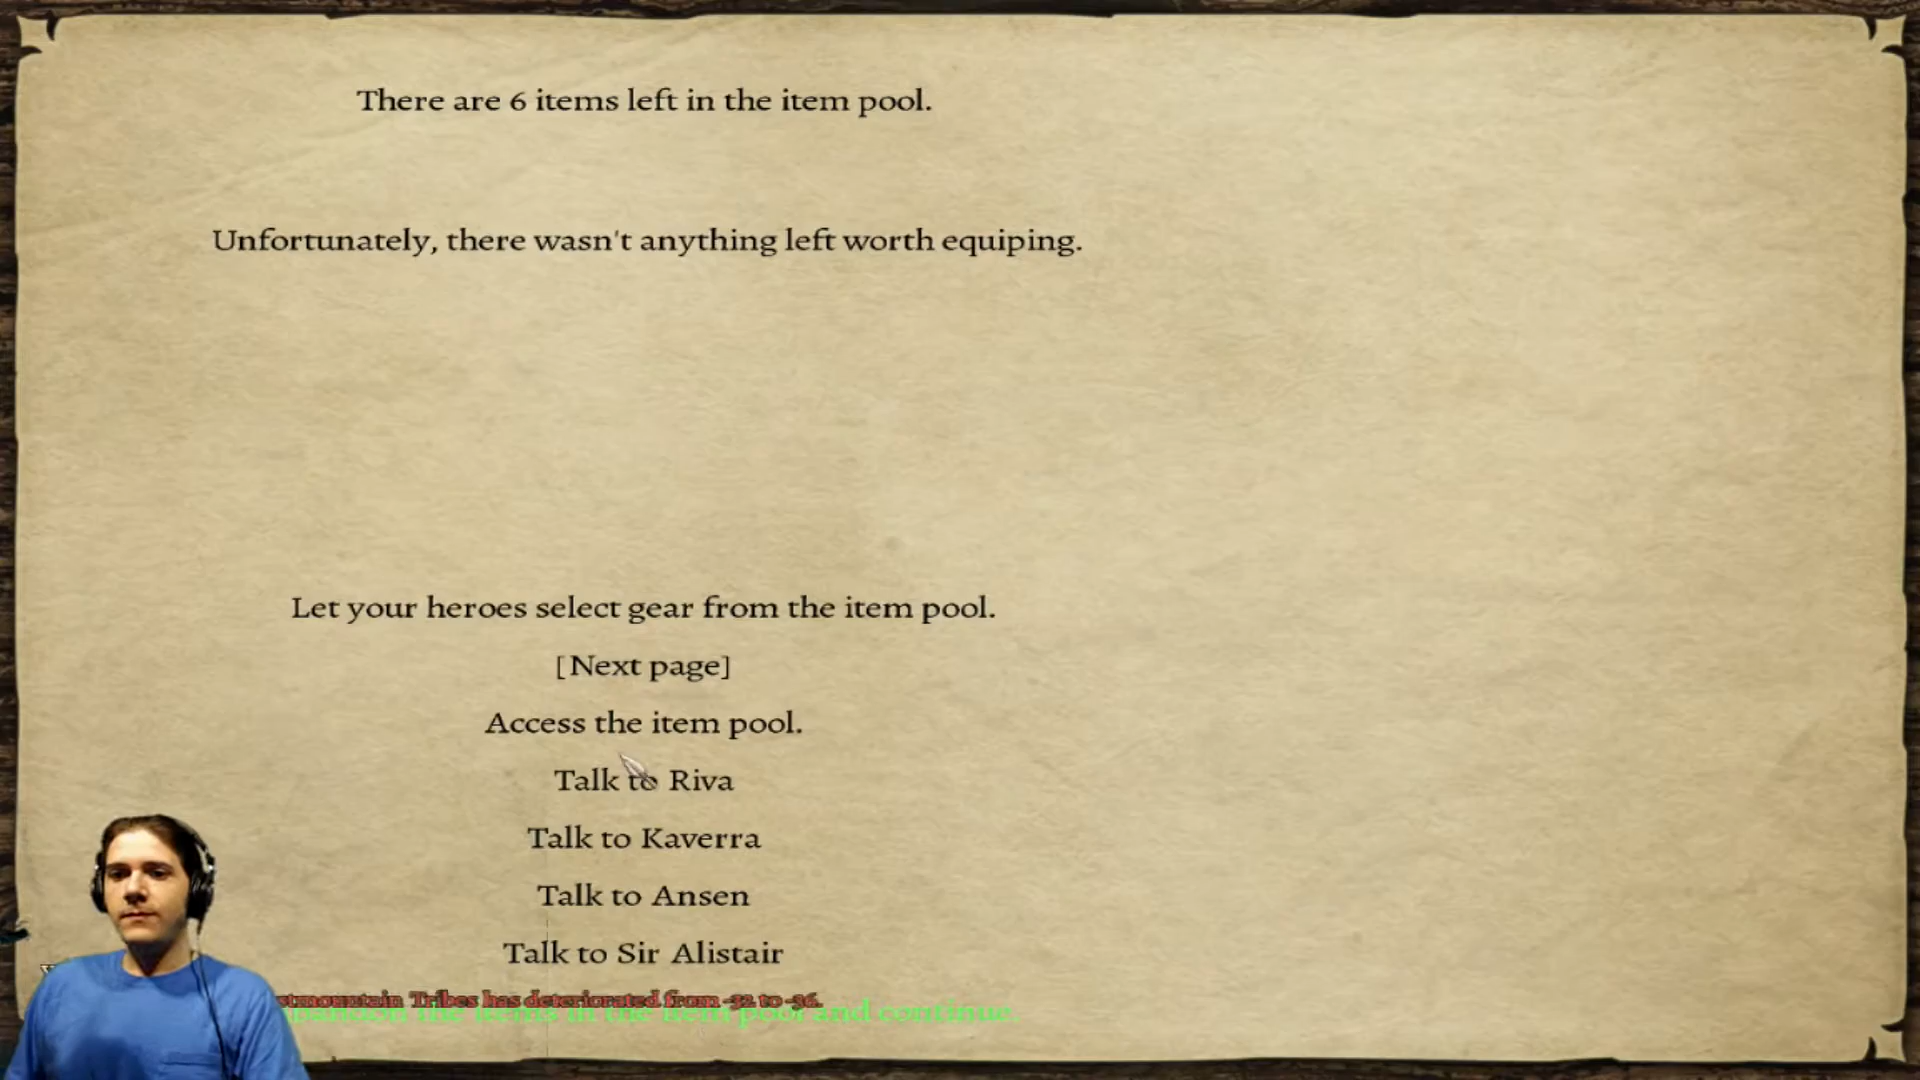 There are 6 items left in the item pool.
Unfortunately, there wasn't anything left worth equiping.
Let your heroes select gear from the item pool.
[Next page]
Access the item pool.
Talk to Riva
Talk to Kaverra
Talk to Ansen
Talk to Sir Alistair
Tribes has deteriorated from -32 to -36.
the items in the item pool and continue.